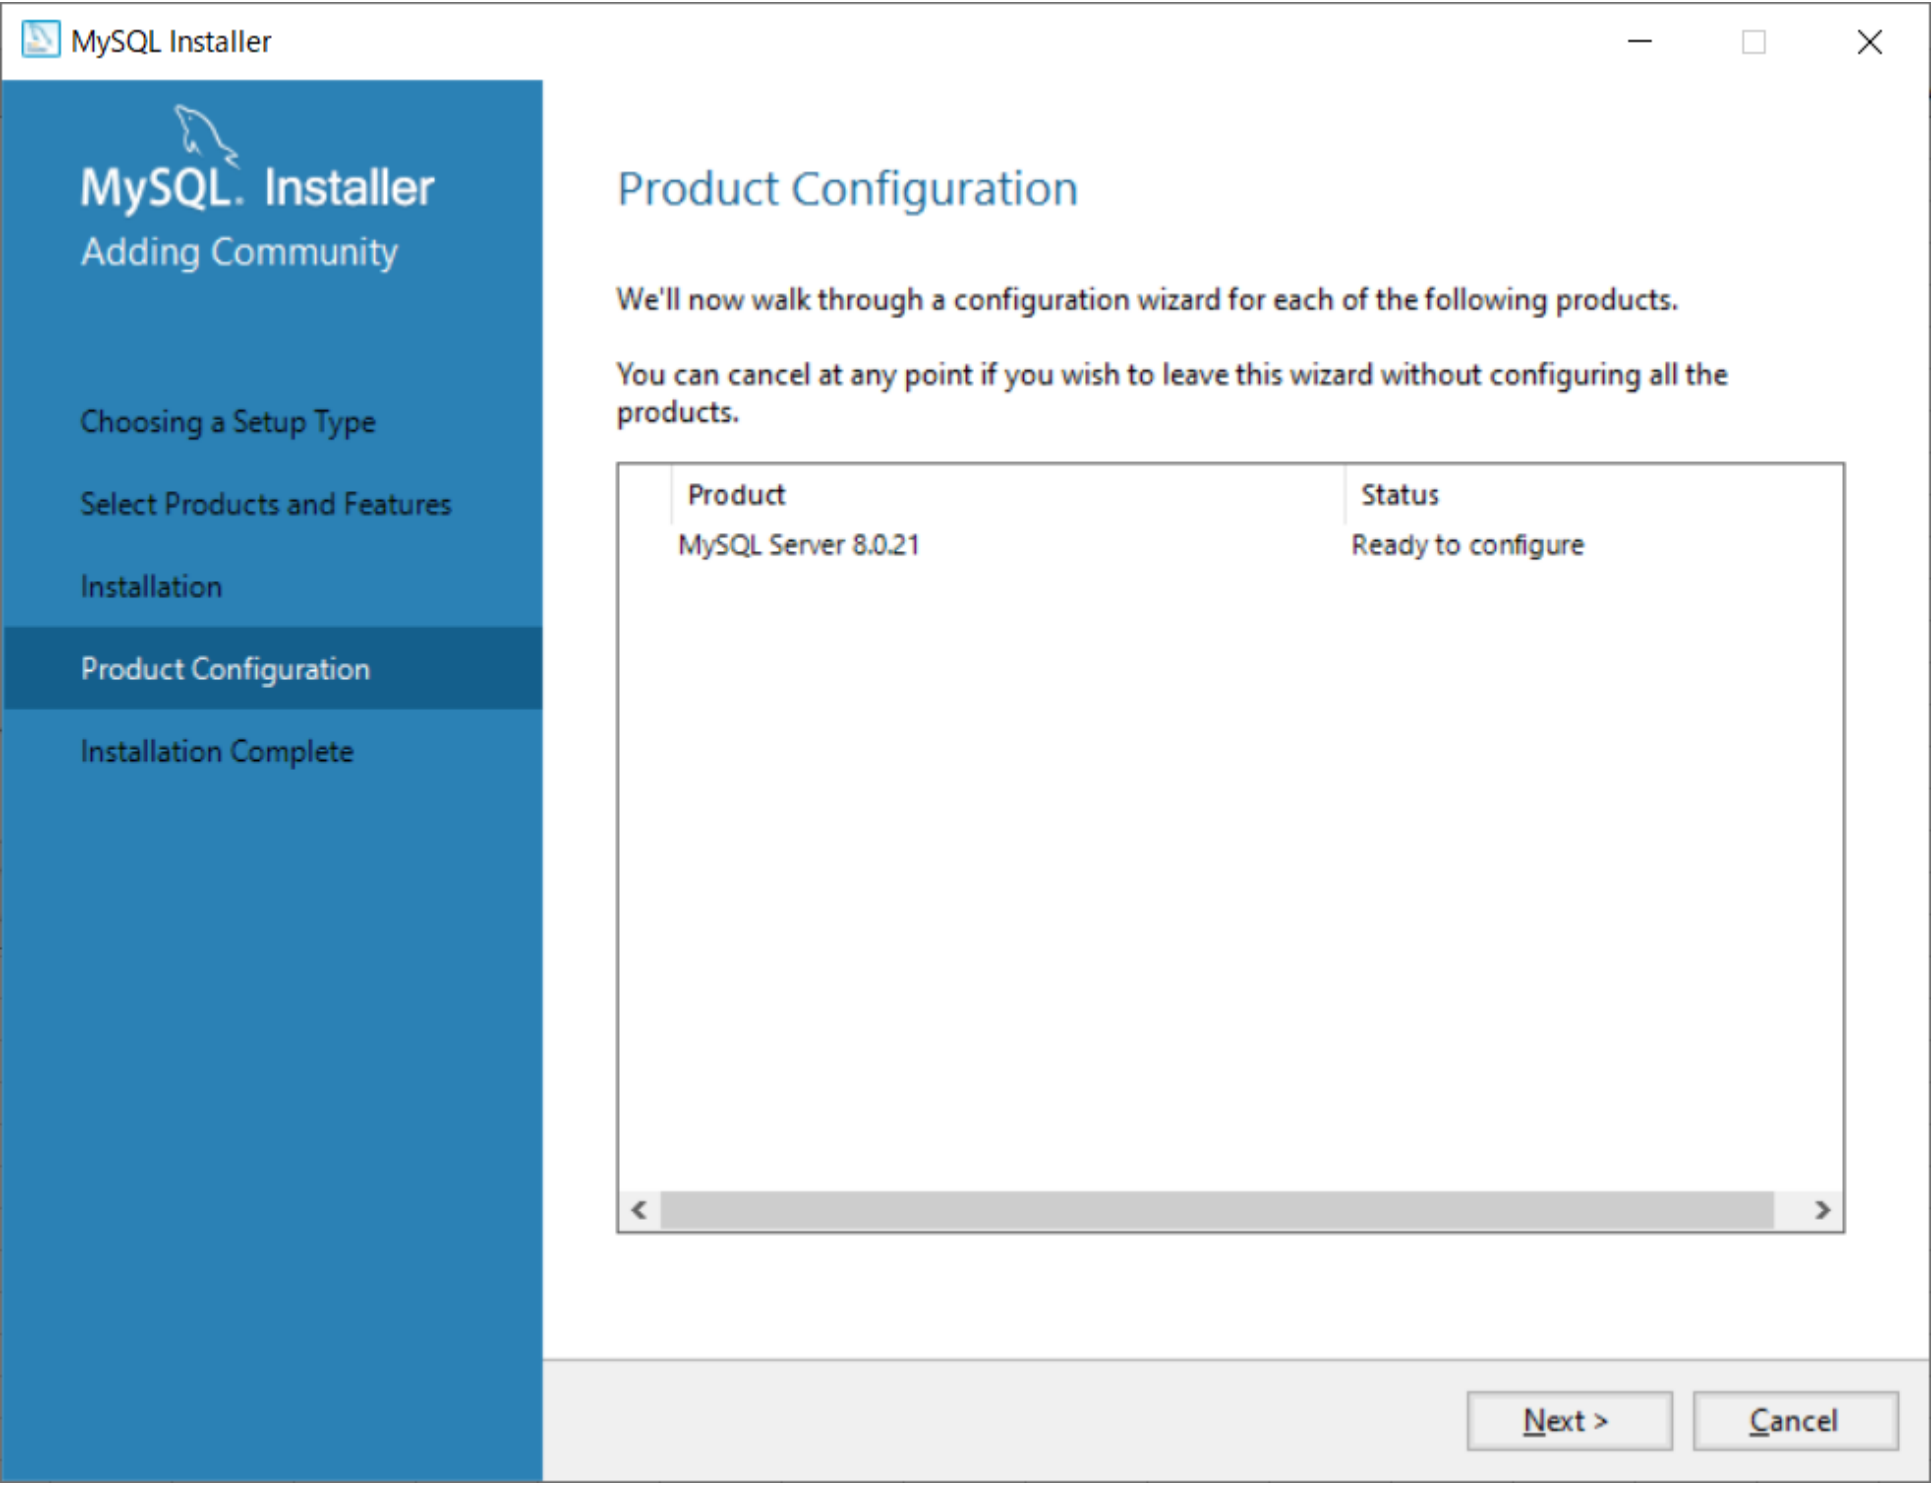 MySQL Installer
MySQL. Installer
Adding Community
Choosing a Setup Type
Select Products and Features
Installation
Product Configuration
Installation Complete
Product Configuration
We'll now walk through a configuration wizard for each of the following products.
You can cancel at any point if you wish to leave this wizard without configuring all the
products.
Product Status
MySQL Server 8.0.21 Ready to configure
Next >
Cancel